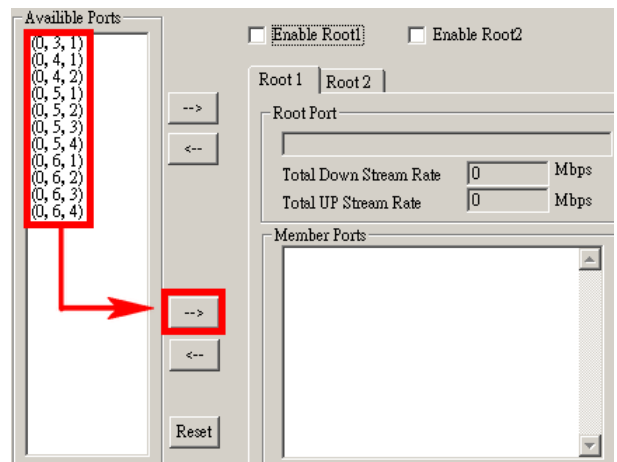 Availible Ports
(0, 3, 1)
(0, 4, 1)
(0, 4, 2)
(0, 5, 1)
(0, 5, 2)
(0, 5, 3)
(0, 5, 4)
(0, 6, 1)
(0, 6, 2)
(0, 6, 3)
(0, 6, 4)
-->
<--
-->
<--
Reset
Enable Root1 Enable Root2
Root 1 Root 2
Root Port
Total Down Stream Rate 0 Mbps
Total UP Stream Rate 0 Mbps
Member Ports